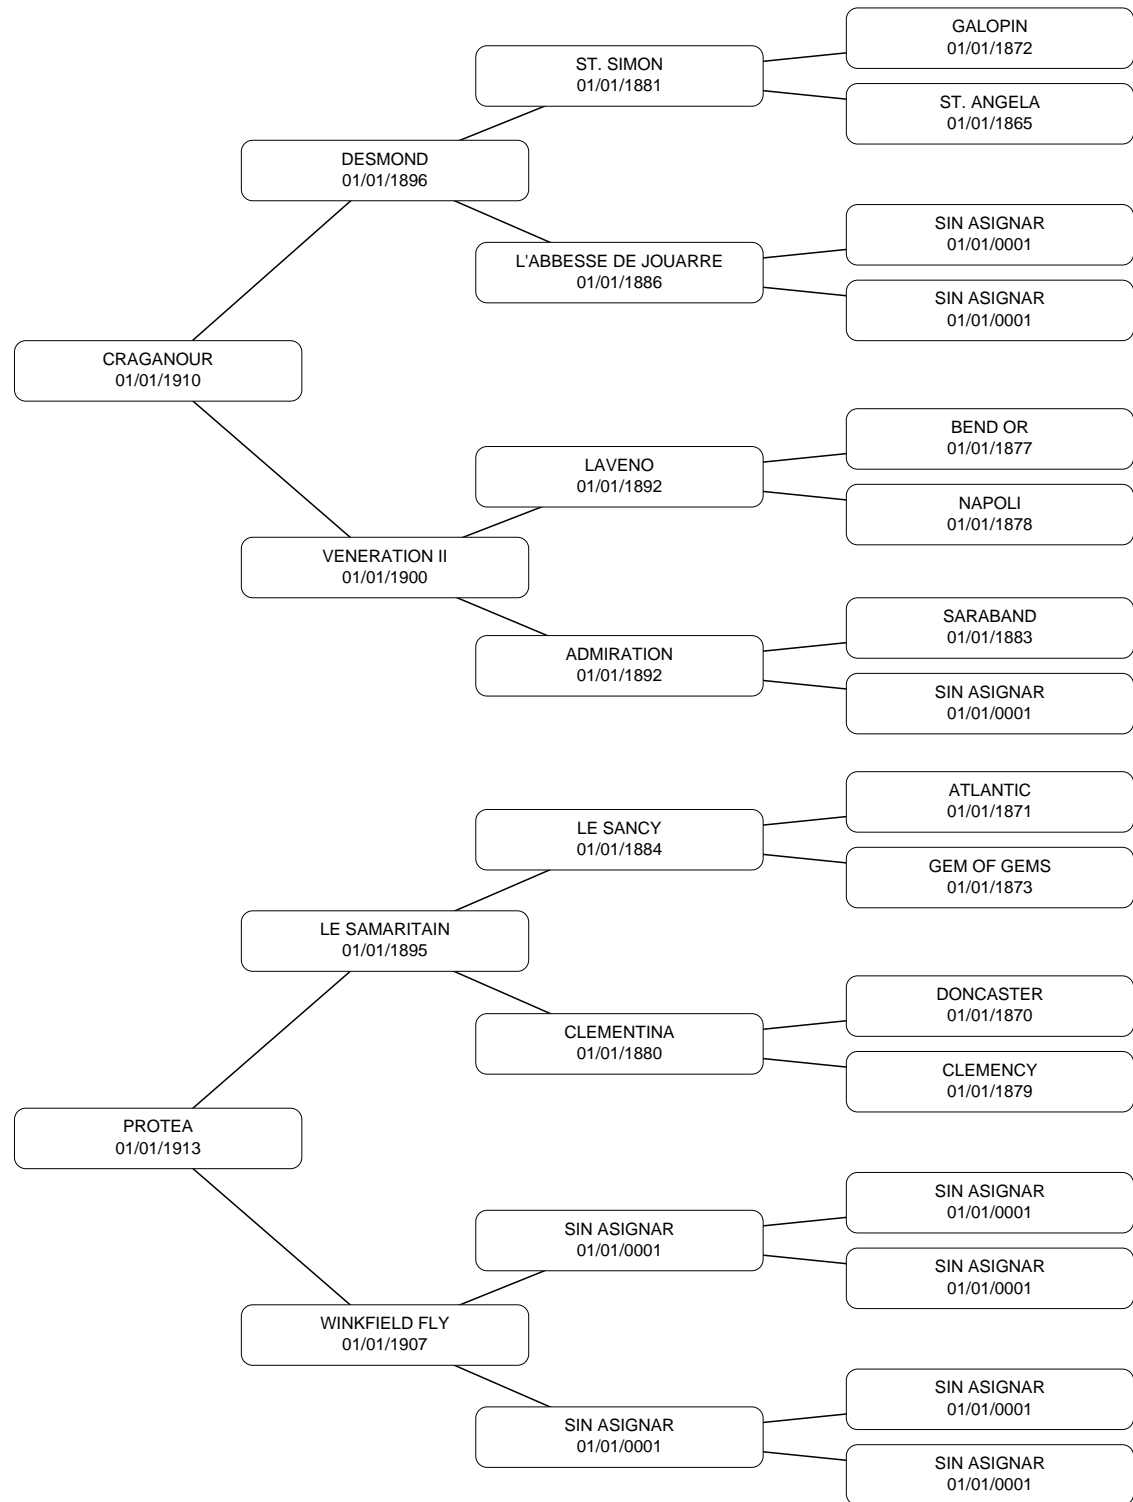 GALOPIN
01/01/1872
ST. SIMON
01/01/1881
ST. ANGELA
01/01/1865
DESMOND
01/01/1896
SIN ASIGNAR
01/01/0001
L'ABBESSE DE JOUARRE
01/01/1886
SIN ASIGNAR
01/01/0001
CRAGANOUR
01/01/1910
BEND OR
01/01/1877
LAVENO
01/01/1892
NAPOLI
01/01/1878
VENERATION II
01/01/1900
SARABAND
01/01/1883
ADMIRATION
01/01/1892
SIN ASIGNAR
01/01/0001
ATLANTIC
01/01/1871
LE SANCY
01/01/1884
GEM OF GEMS
01/01/1873
LE SAMARITAIN
01/01/1895
DONCASTER
01/01/1870
CLEMENTINA
01/01/1880
CLEMENCY
01/01/1879
PROTEA
01/01/1913
SIN ASIGNAR
01/01/0001
SIN ASIGNAR
01/01/0001
SIN ASIGNAR
01/01/0001
WINKFIELD FLY
01/01/1907
SIN ASIGNAR
01/01/0001
SIN ASIGNAR
01/01/0001
SIN ASIGNAR
01/01/0001